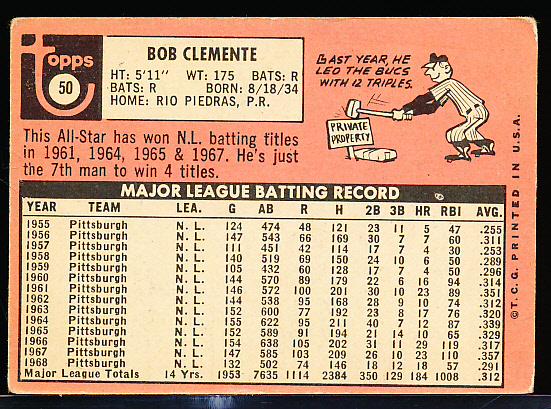 topps
50
BOB CLEMENTE
HT: 5'11" WT: 175 BATS: R
BATS: R BORN: 8/18/34
HOME: RIO PIEDRAS, P.R.
LAST YEAR, HE
LED THE BUCS
WITH 12 TRIPLES.
PRIVATE
PROPERTY
This All-Star has won N.L. batting titles
in 1961, 1964, 1965 & 1967. He's just
the 7th man to win 4 titles.
MAJOR LEAGUE BATTING RECORD
YEAR TEAM LEA. G AB R H 2B 3B HR RBI AVG.
1955 Pittsburgh N. L. 124 474 48 121 23 11 5 47 .255
1956 Pittsburgh N. L. 147 543 66 169 30 7 7 60 .311
1957 Pittsburgh N. L. 111 451 42 114 17 7 4 30 .253
1958 Pittsburgh N. L. 140 519 69 150 24 10 6 50 .289
1959 Pittsburgh N. L. 105 432 60 128 17 7 4 50 .296
1960 Pittsburgh N. L. 144 570 89 179 22 6 16 94 .314
1961 Pittsburgh N. L. 146 572 100 201 30 10 23 89 .351
1962 Pittsburgh N. L. 144 538 95 168 28 9 10 74 .312
1963 Pittsburgh N. L. 152 600 77 192 23 8 17 76 .320
1964 Pittsburgh N. L. 155 622 95 211 40 7 12 87 .339
1965 Pittsburgh N. L. 152 589 91 194 21 14 10 65 .329
1966 Pittsburgh N. L. 154 638 105 202 31 11 29 119 .317
1967 Pittsburgh N. L. 147 585 103 209 26 10 23 110 .357
1968 Pittsburgh N. L. 132 502 74 146 18 12 18 57 .291
Major League Totals 14 Yrs. 1953 7635 1114 2384 350 129 184 1008 .312
© T.C.G. PRINTED IN U.S.A.